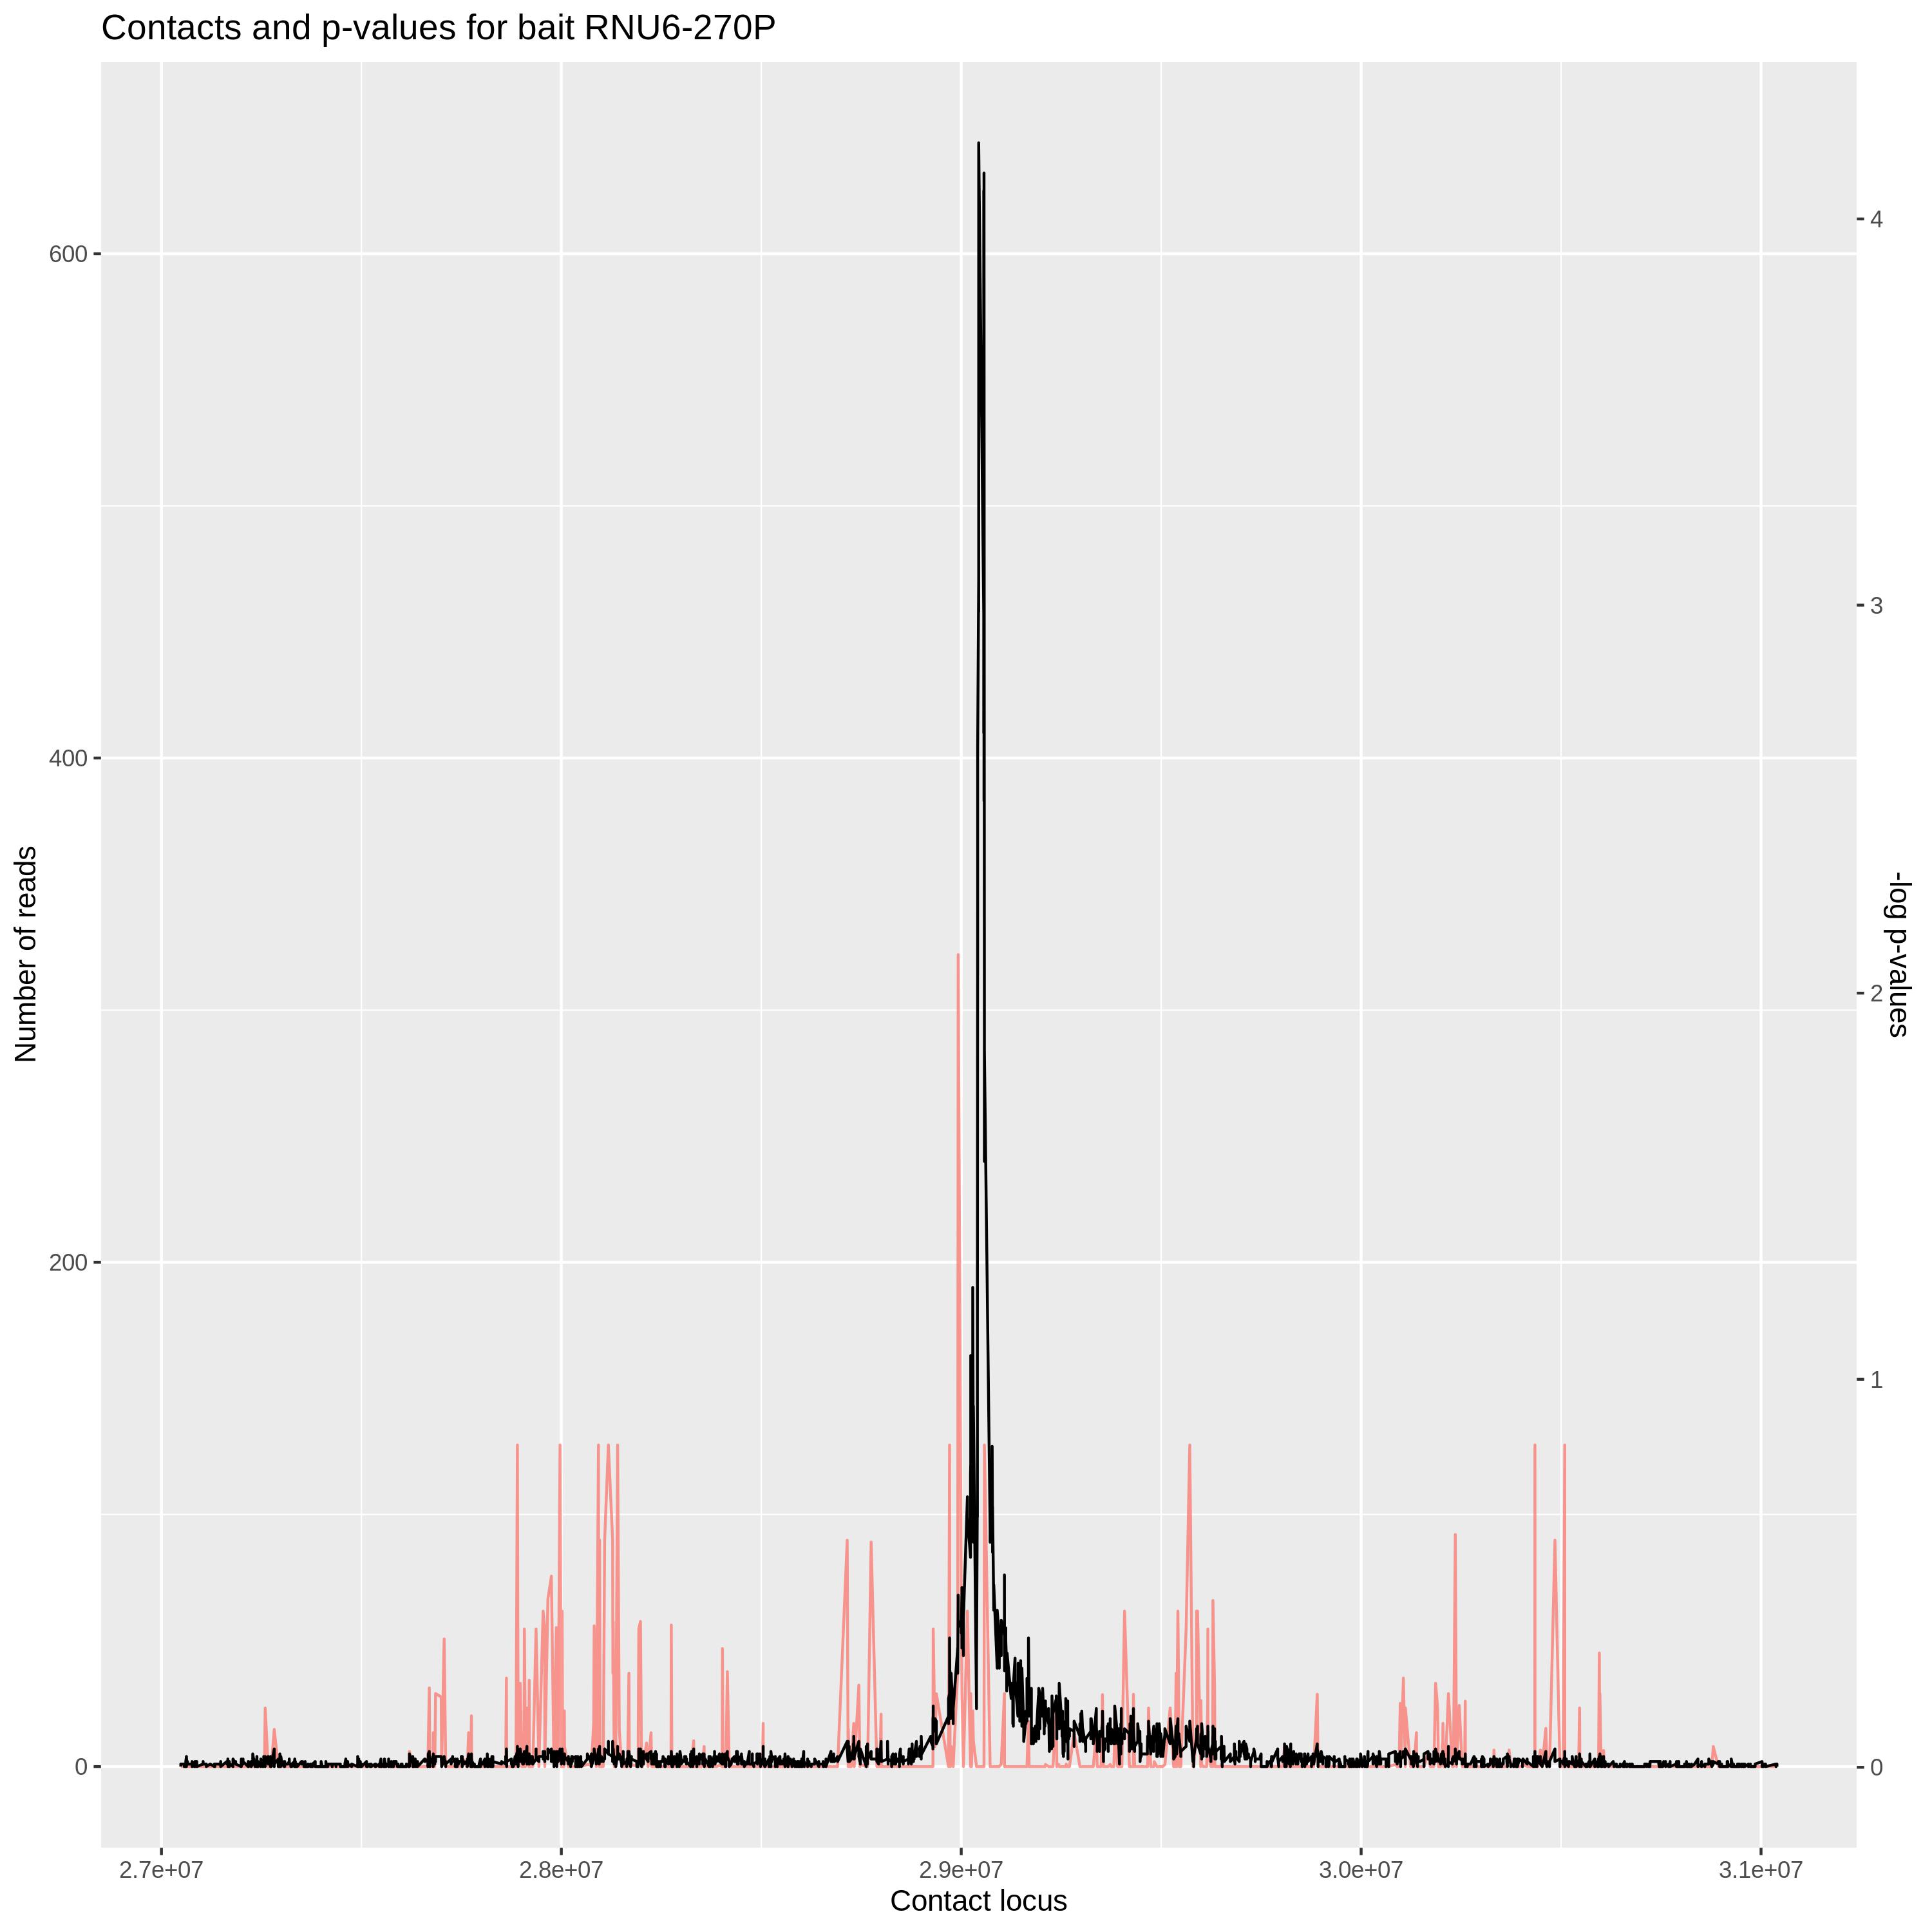 Contacts and p-values for bait RNU6-270P
600
400
200
0
Number of reads
4
3
2
1
0
-log p-values
2.7e+07 2.8e+07 2.9e+07 3.0e+07 3.1e+07
Contact locus